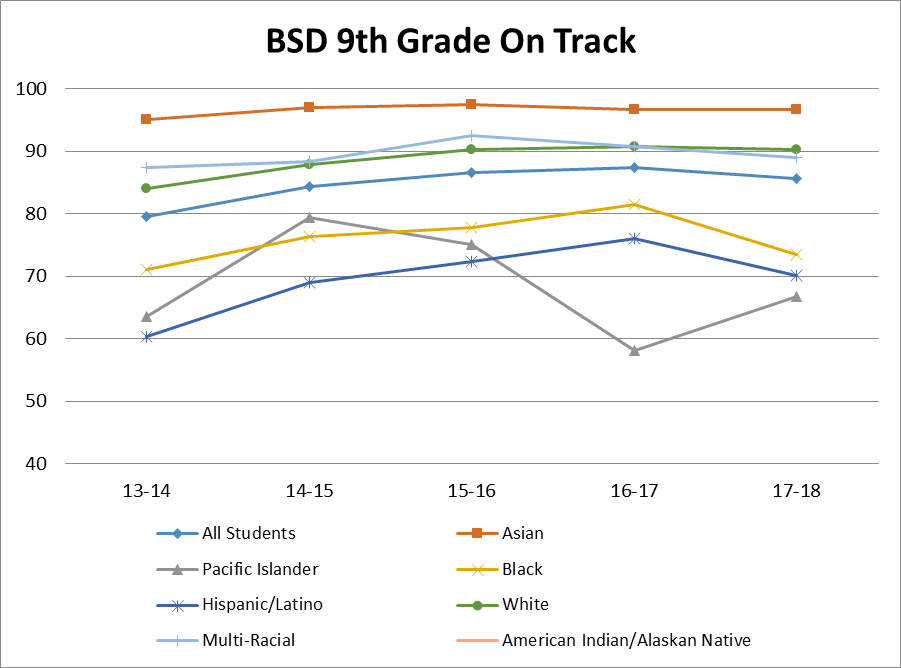 BSD 9th Grade On Track
100
90
80
70
60
50
40
13-14 14-15 15-16 16-17 17-18
All Students Asian
Pacific Islander Black
Hispanic/Latino White
Multi-Racial American Indian/Alaskan Native